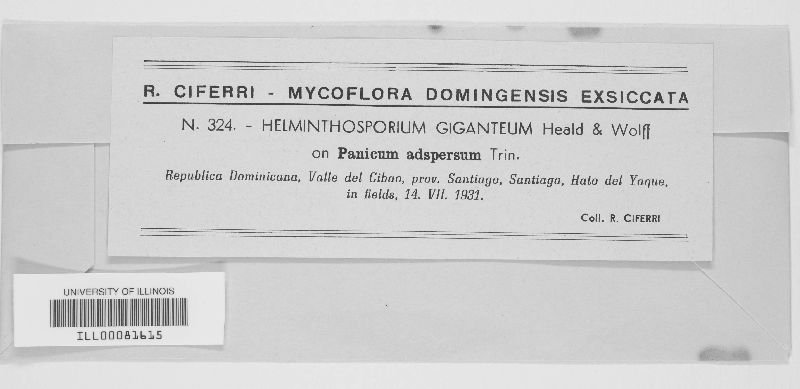 R. CIFERRI - MYCOFLORA DOMINGENSIS EXSICCATA
N. 324. - HELMINTHOSPORIUM GIGANTEUM Heald & Wolff
on Panicum adspersum Trin.
Republica Dominicana, Valle del Cibao, prov. Santiago, Santiago, Hato del Yaque,
in fields, 14. VII. 1931.
Coll. R. CIFERRI
UNIVERSITY OF ILLINOIS
ILL00081615